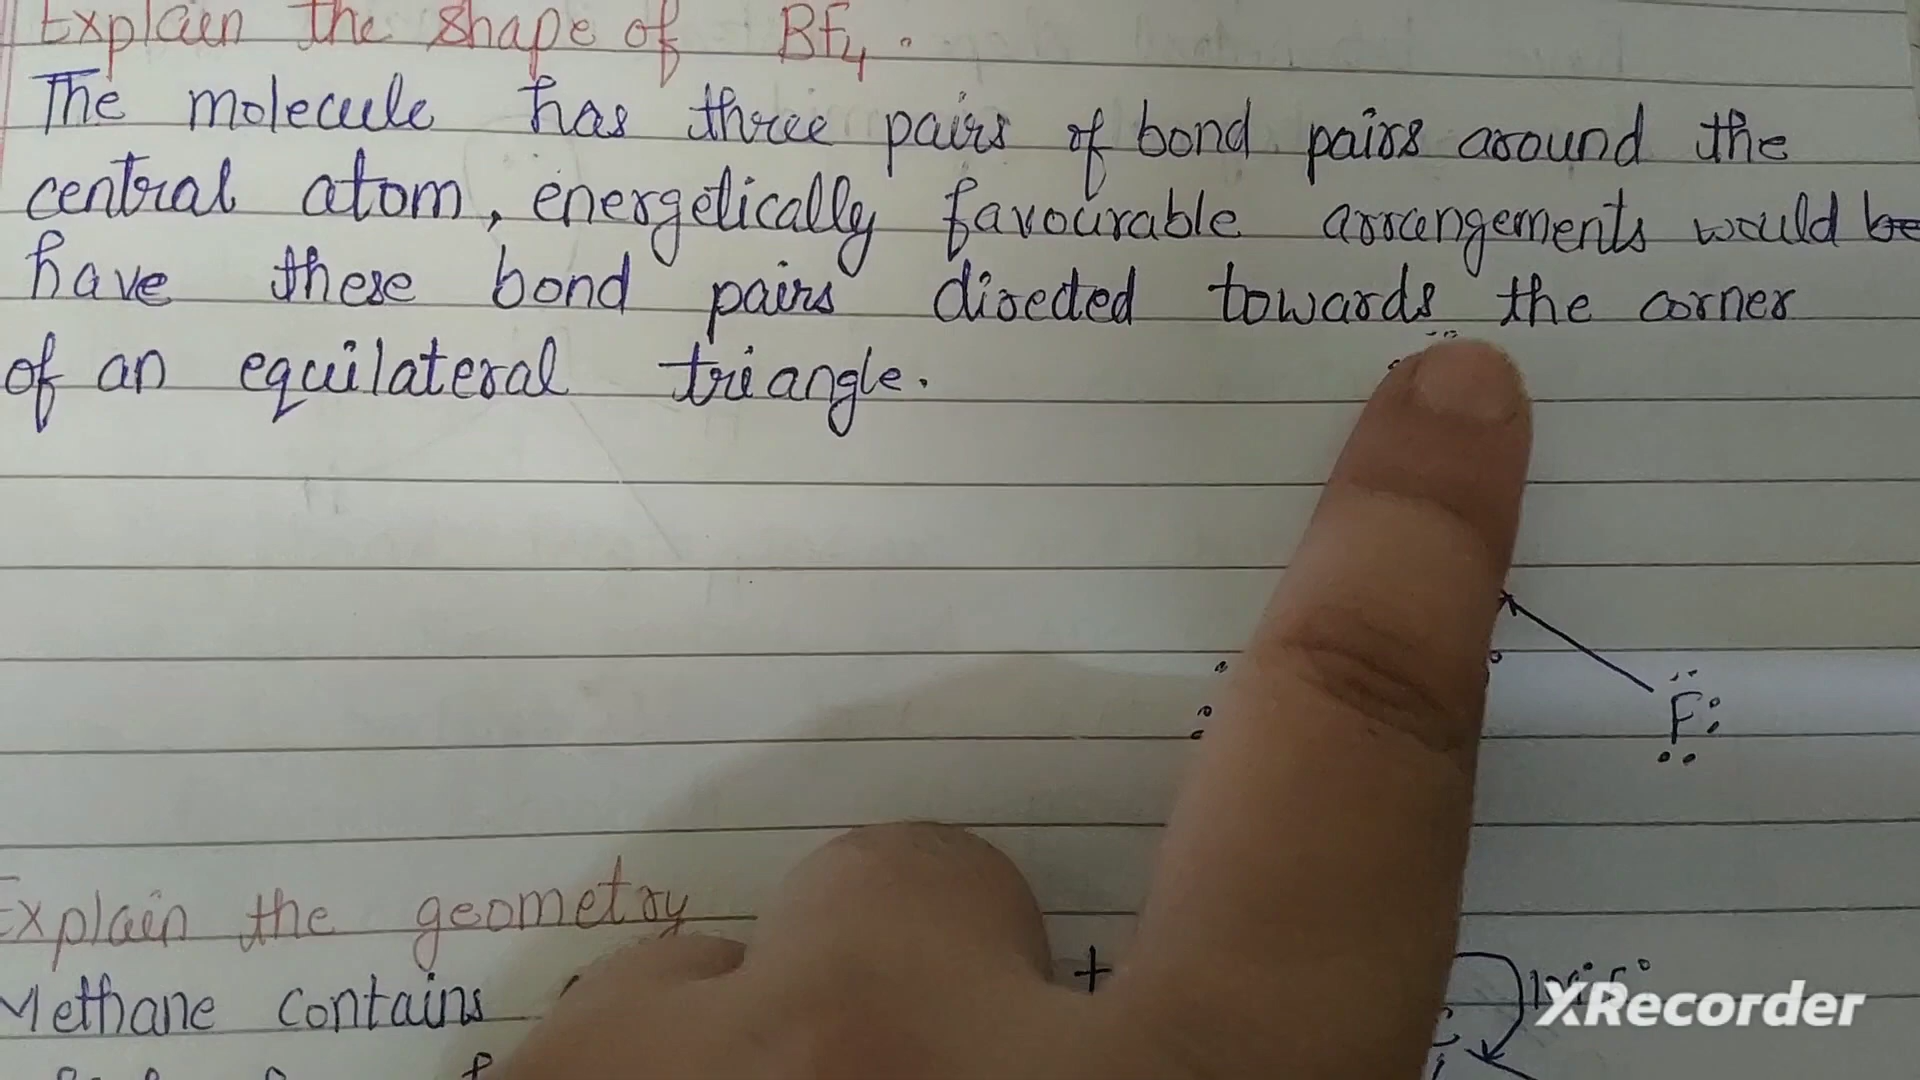 Explain the shape of BF4.
The molecule has three pairs of bond pairs around the
central atom, energetically favourable arrangements would be
have these bond pairs directed towards the corner
of an equilateral triangle.
F
Explain the geometry
+
Methane contains
XRecorder